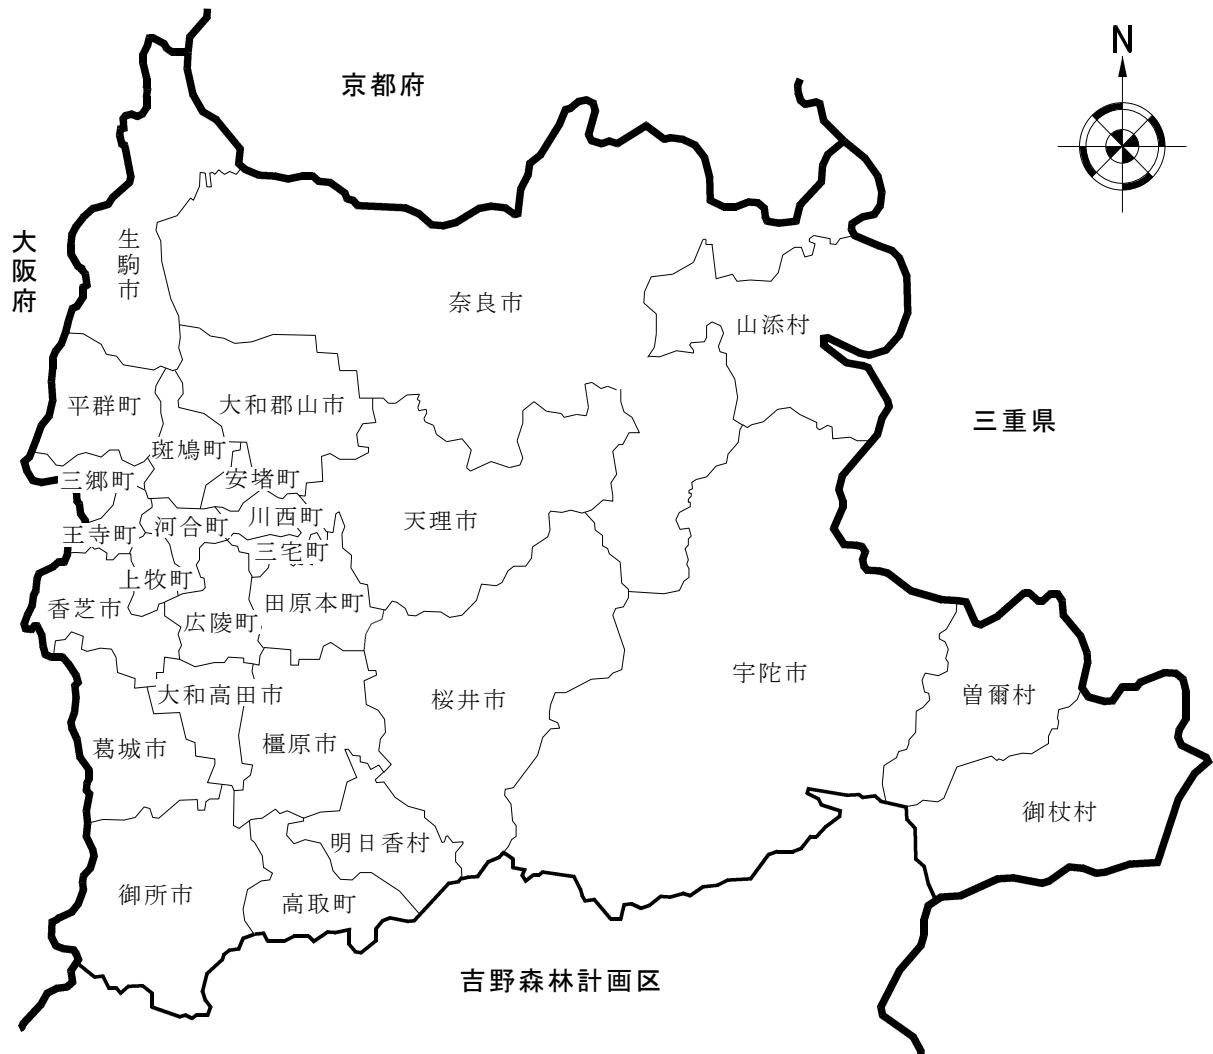 N
京都府
大阪府
生駒市
奈良市
山添村
平群町
大和郡山市
三重県
斑鳩町
三郷町
安堵町
天理市
川西町
河合町
王寺町
三宅町
上牧町
香芝市
田原本町
広陵町
宇陀市
大和高田市
桜井市
曽爾村
葛城市
橿原市
御杖村
明日香村
御所市
高取町
吉野森林計画区